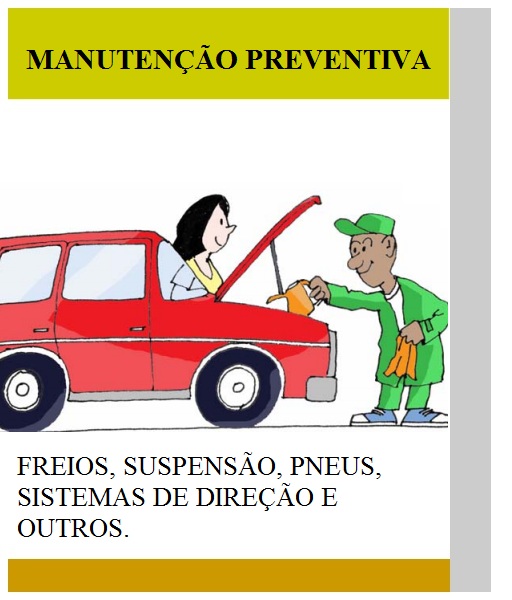 MANUTENÇÃO PREVENTIVA
FREIOS, SUSPENSÃO, PNEUS,
SISTEMAS DE DIREÇÃO E
OUTROS.